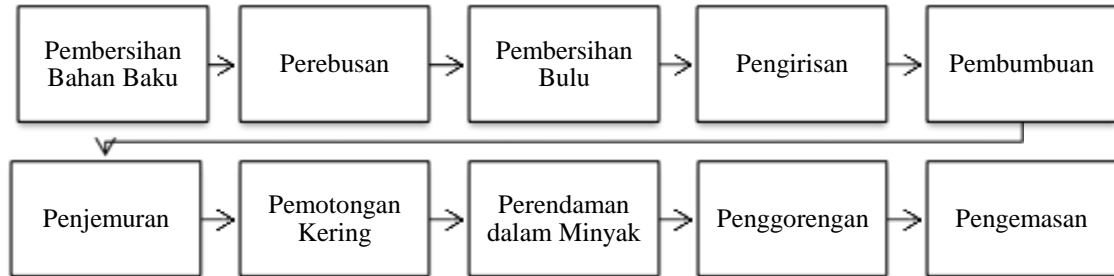 Pembersihan
Bahan Baku
Perebusan
Pembersihan
Bulu
Pengirisan
Pembumbuan
Penjemuran
Pemotongan
Kering
Perendaman
dalam Minyak
Penggorengan
Pengemasan